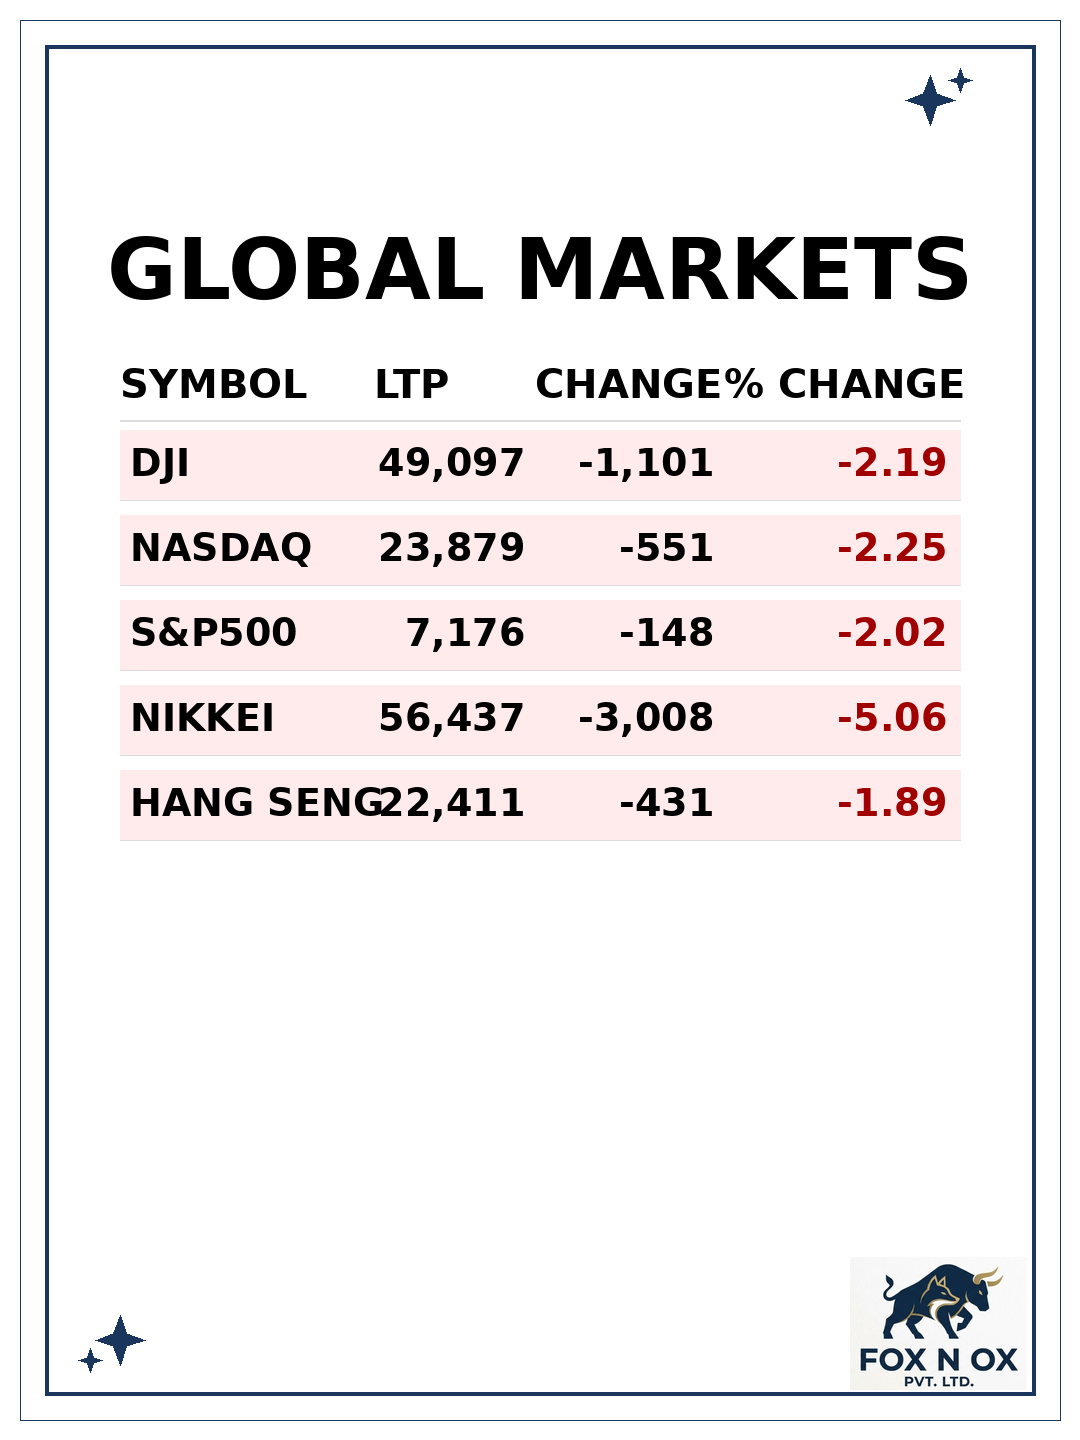 GLOBAL MARKETS
SYMBOL LTP CHANGE % CHANGE
DJI 49,097 -1,101 -2.19
NASDAQ 23,879 -551 -2.25
S&P500 7,176 -148 -2.02
NIKKEI 56,437 -3,008 -5.06
HANG SENG 22,411 -431 -1.89
FOX N OX
PVT. LTD.